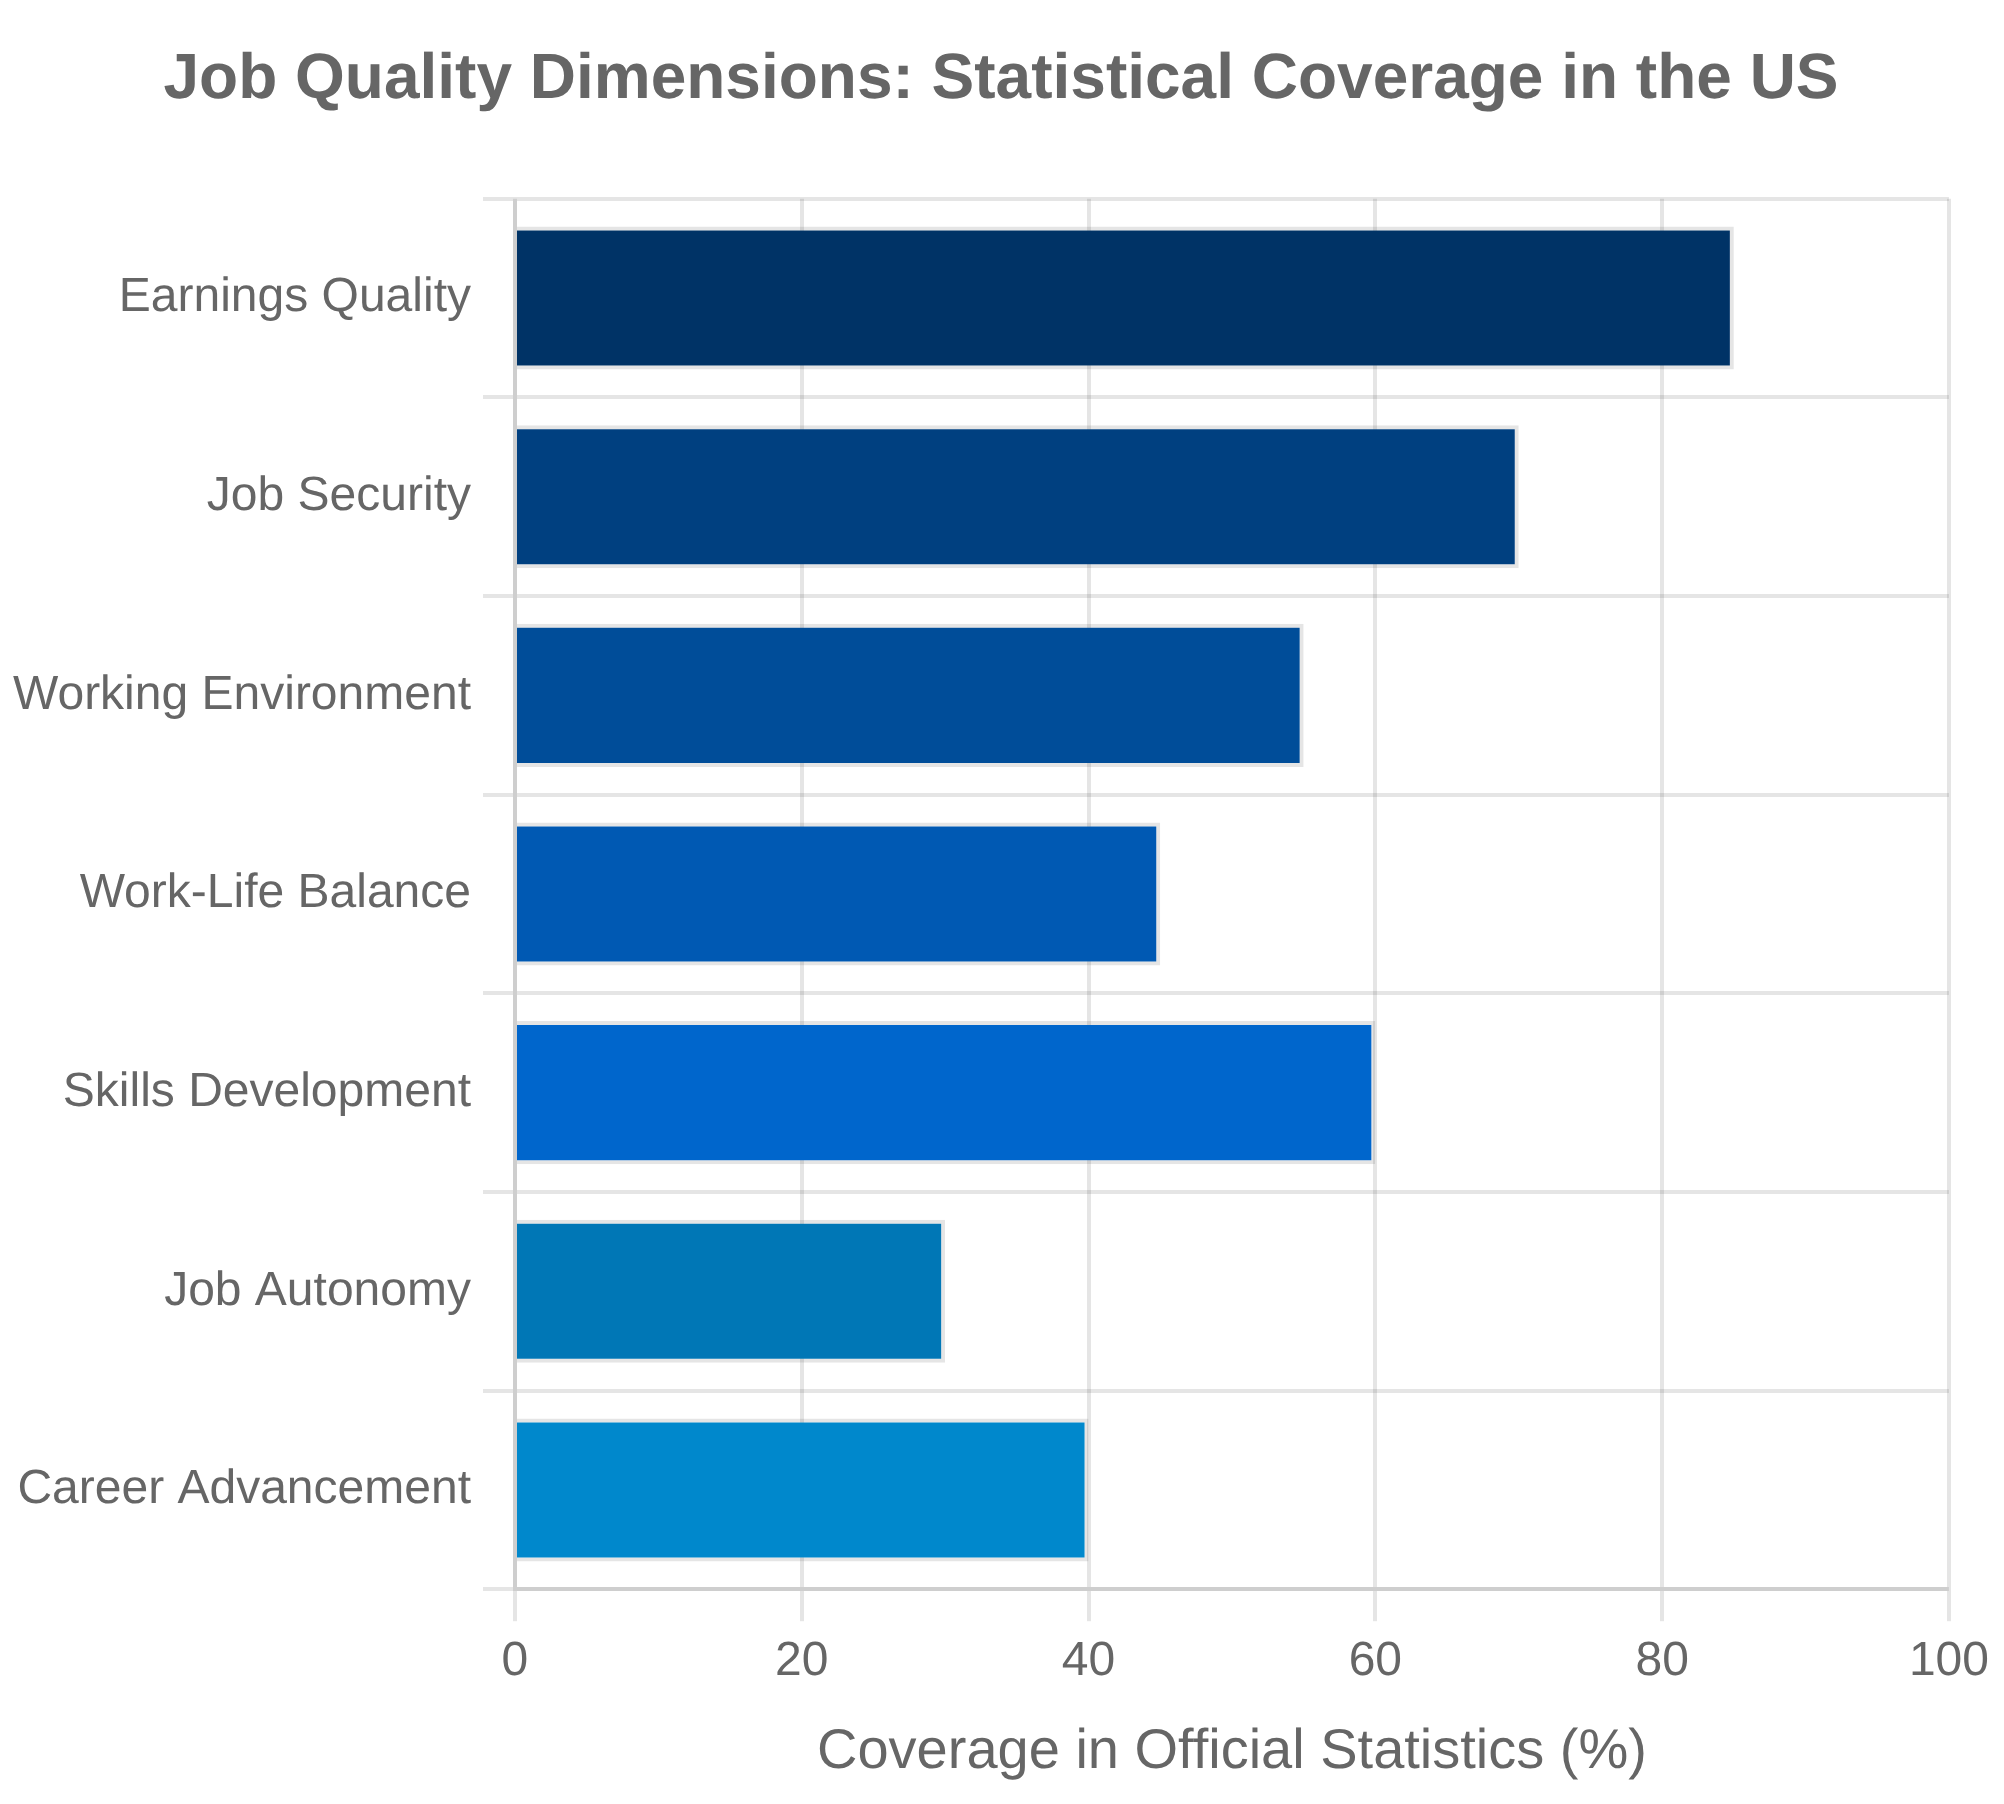 Job Quality Dimensions: Statistical Coverage in the US
Earnings Quality
Job Security
Working Environment
Work-Life Balance
Skills Development
Job Autonomy
Career Advancement
0 20 40 60 80 100
Coverage in Official Statistics (%)